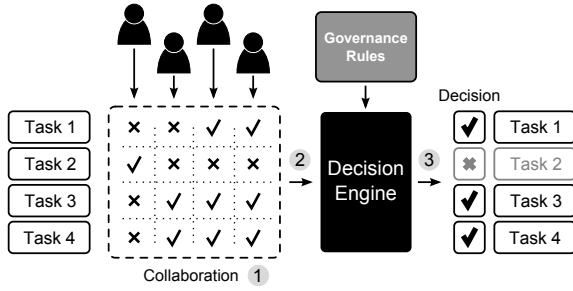 Governance
Rules
Decision
Task 1
Task 1
Task 2
2
Decision
Engine
3
Task 2
Task 3
Task 3
Task 4
Task 4
Collaboration 1